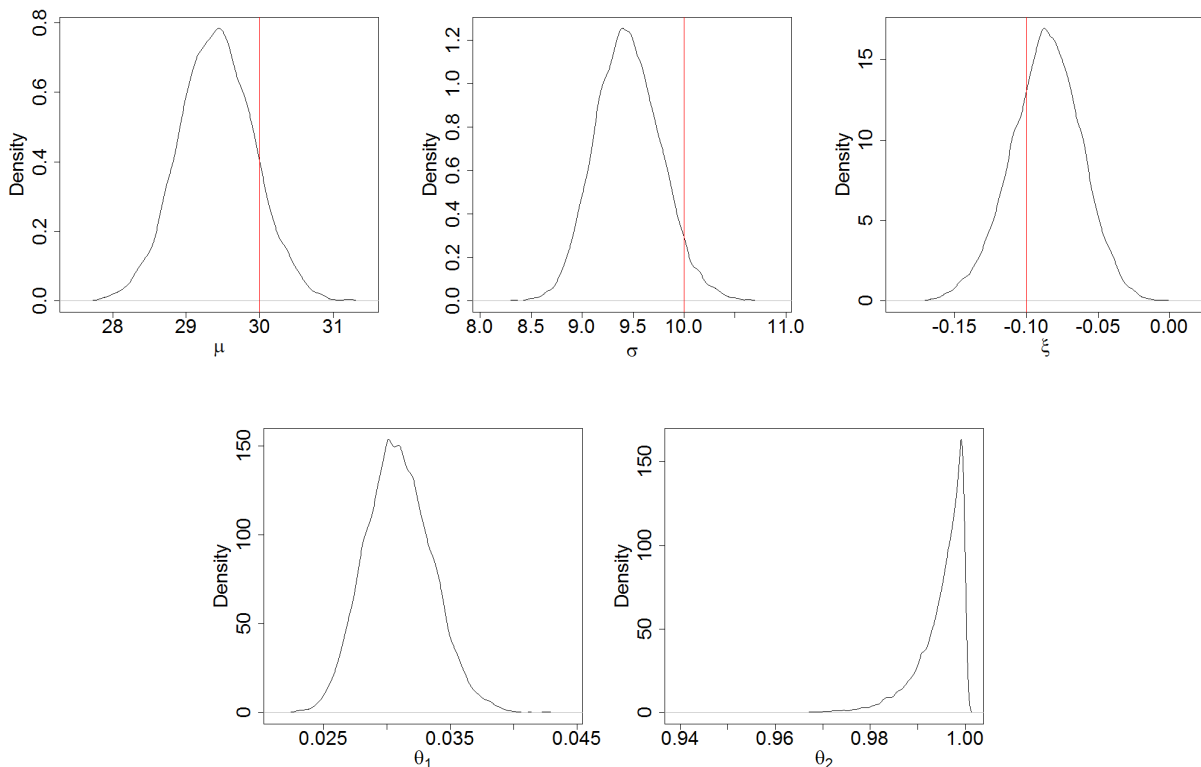 Density
0.0 0.2 0.4 0.6 0.8
28 29 30 31
μ
Density
0.0 0.2 0.4 0.6 0.8 1.0 1.2
8.0 8.5 9.0 9.5 10.0 11.0
σ
Density
0 5 10 15
-0.15 -0.10 -0.05 0.00
ξ
Density
0 50 100 150
0.025 0.035 0.045
θ1
Density
0 50 100 150
0.94 0.96 0.98 1.00
θ2